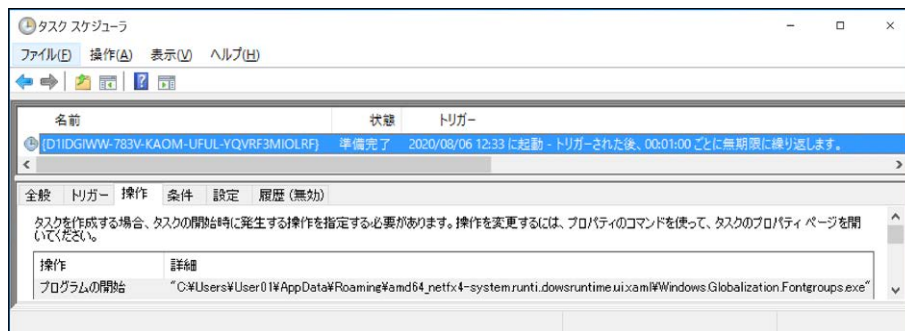 タスク スケジューラ
ファイル(F) 操作(A) 表示(V) ヘルプ(H)
名前 状態 トリガー
{D1IDGIWW-783V-KAOM-UFUL-YQVRF3MIOLRF} 準備完了 2020/08/06 12:33 に起動 - トリガーされた後、00:01:00 ごとに無期限に繰り返します。
全般 トリガー 操作 条件 設定 履歴 (無効)
タスクを作成する場合、タスクの開始時に発生する操作を指定する必要があります。操作を変更するには、プロパティのコマンドを使って、タスクのプロパティ ページを開
いてください。
操作 詳細
プログラムの開始 "C:¥Users¥User01¥AppData¥Roaming¥amd64_netfx4-system.runti..dowsruntime.ui.xaml¥Windows.Globalization.Fontgroups.exe"